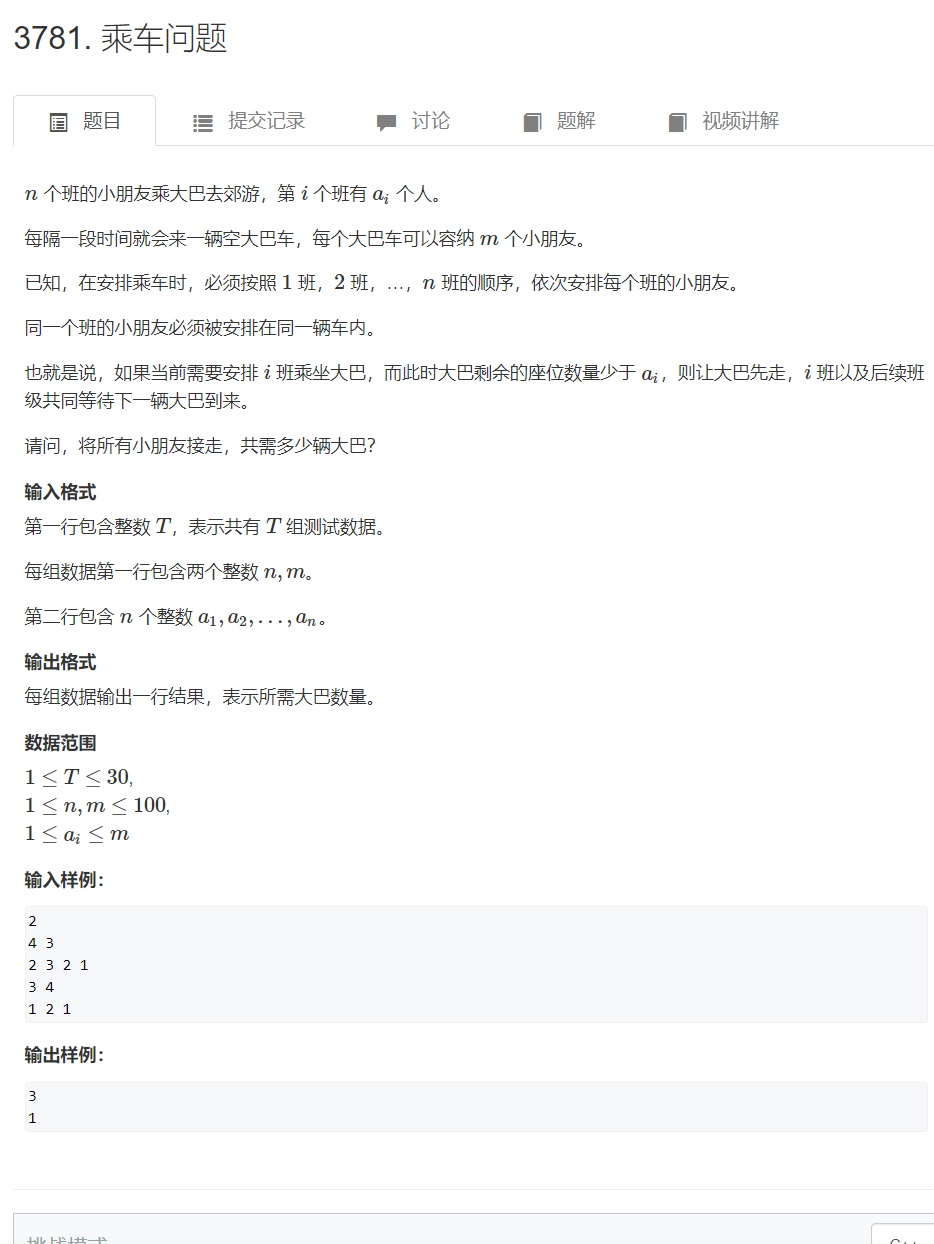 3781. 乘车问题
题目 提交记录 讨论 题解 视频讲解
n 个班的小朋友乘大巴去郊游，第 i 个班有 aᵢ 个人。
每隔一段时间就会来一辆空大巴车，每个大巴车可以容纳 m 个小朋友。
已知，在安排乘车时，必须按照 1 班，2 班，…，n 班的顺序，依次安排每个班的小朋友。
同一个班的小朋友必须被安排在同一辆车内。
也就是说，如果当前需要安排 i 班乘坐大巴，而此时大巴剩余的座位数量少于 aᵢ，则让大巴先走，i 班以及后续班
级共同等待下一辆大巴到来。
请问，将所有小朋友接走，共需多少辆大巴？
输入格式
第一行包含整数 T，表示共有 T 组测试数据。
每组数据第一行包含两个整数 n, m。
第二行包含 n 个整数 a₁, a₂, . . . , aₙ。
输出格式
每组数据输出一行结果，表示所需大巴数量。
数据范围
1 ≤ T ≤ 30,
1 ≤ n, m ≤ 100,
1 ≤ aᵢ ≤ m
输入样例：
2
4 3
2 3 2 1
3 4
1 2 1
输出样例：
3
1